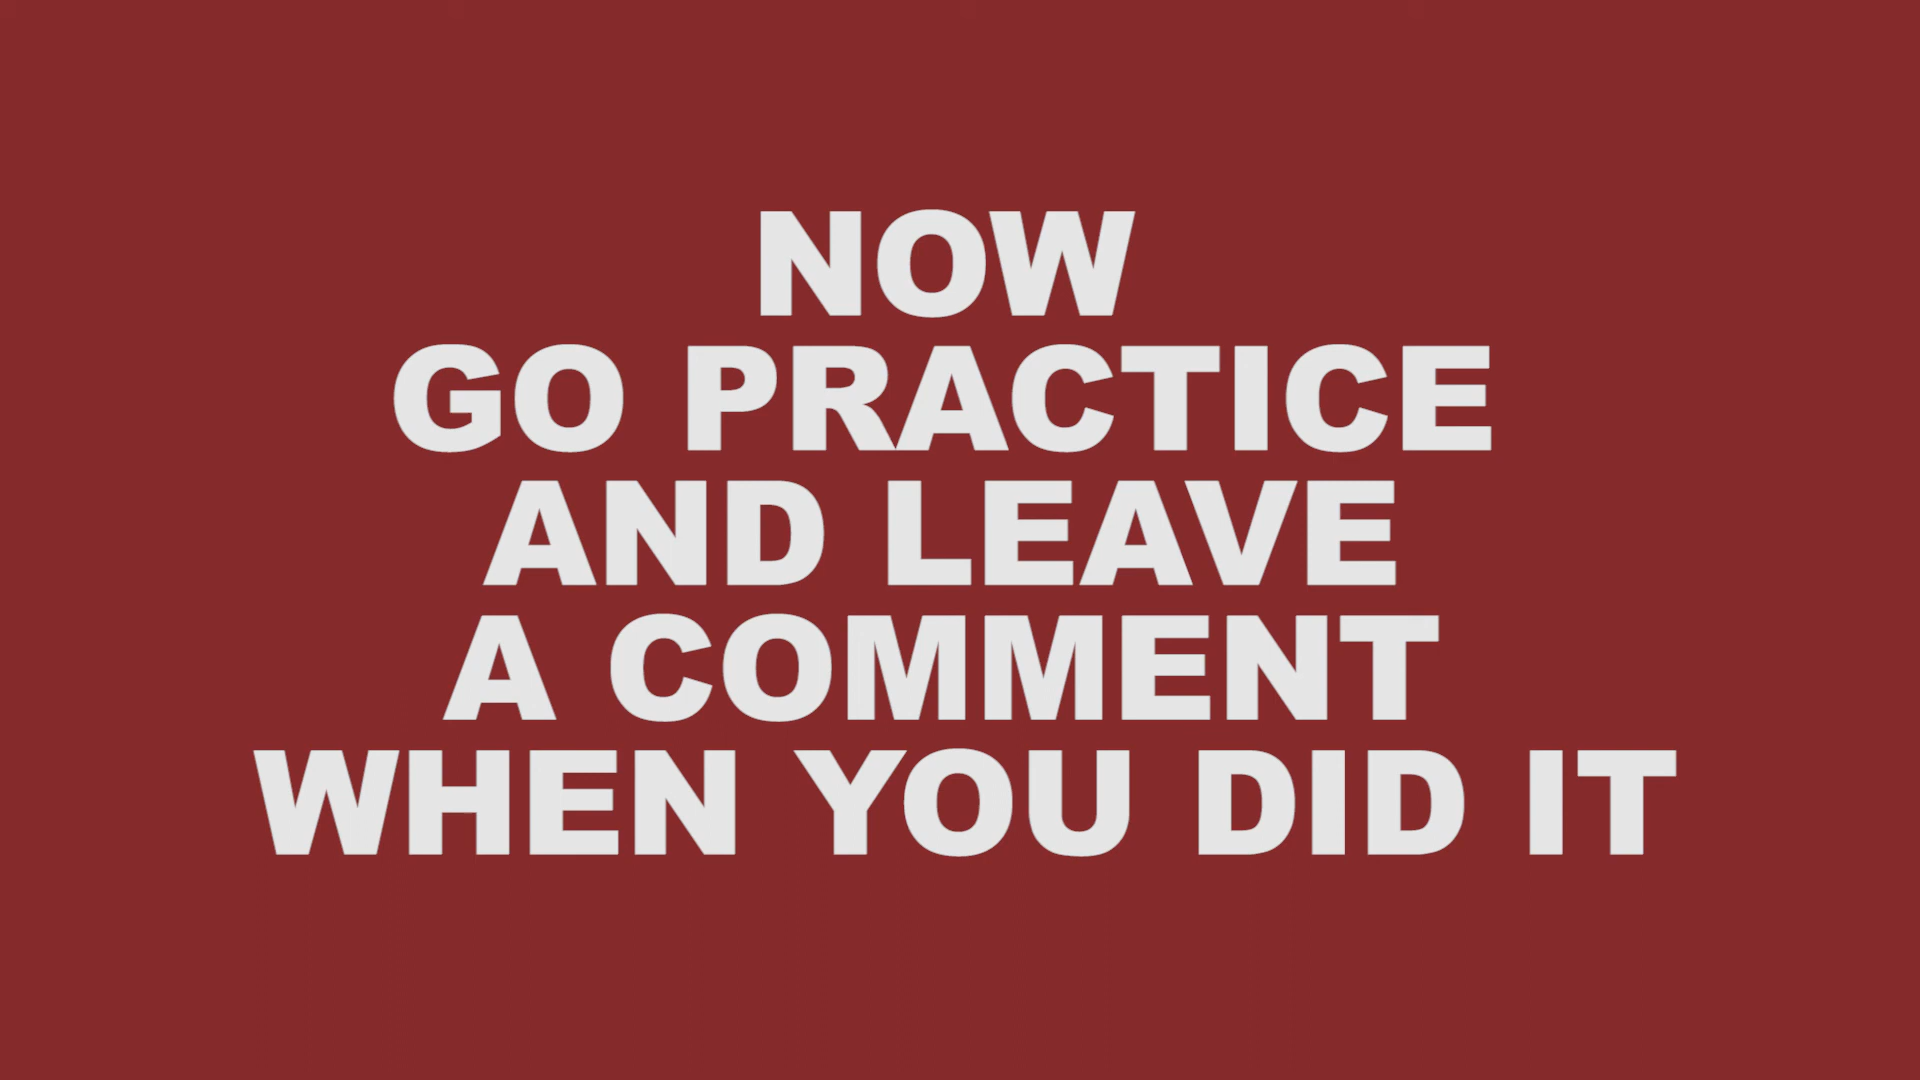 NOW
GO PRACTICE
AND LEAVE
A COMMENT
WHEN YOU DID IT